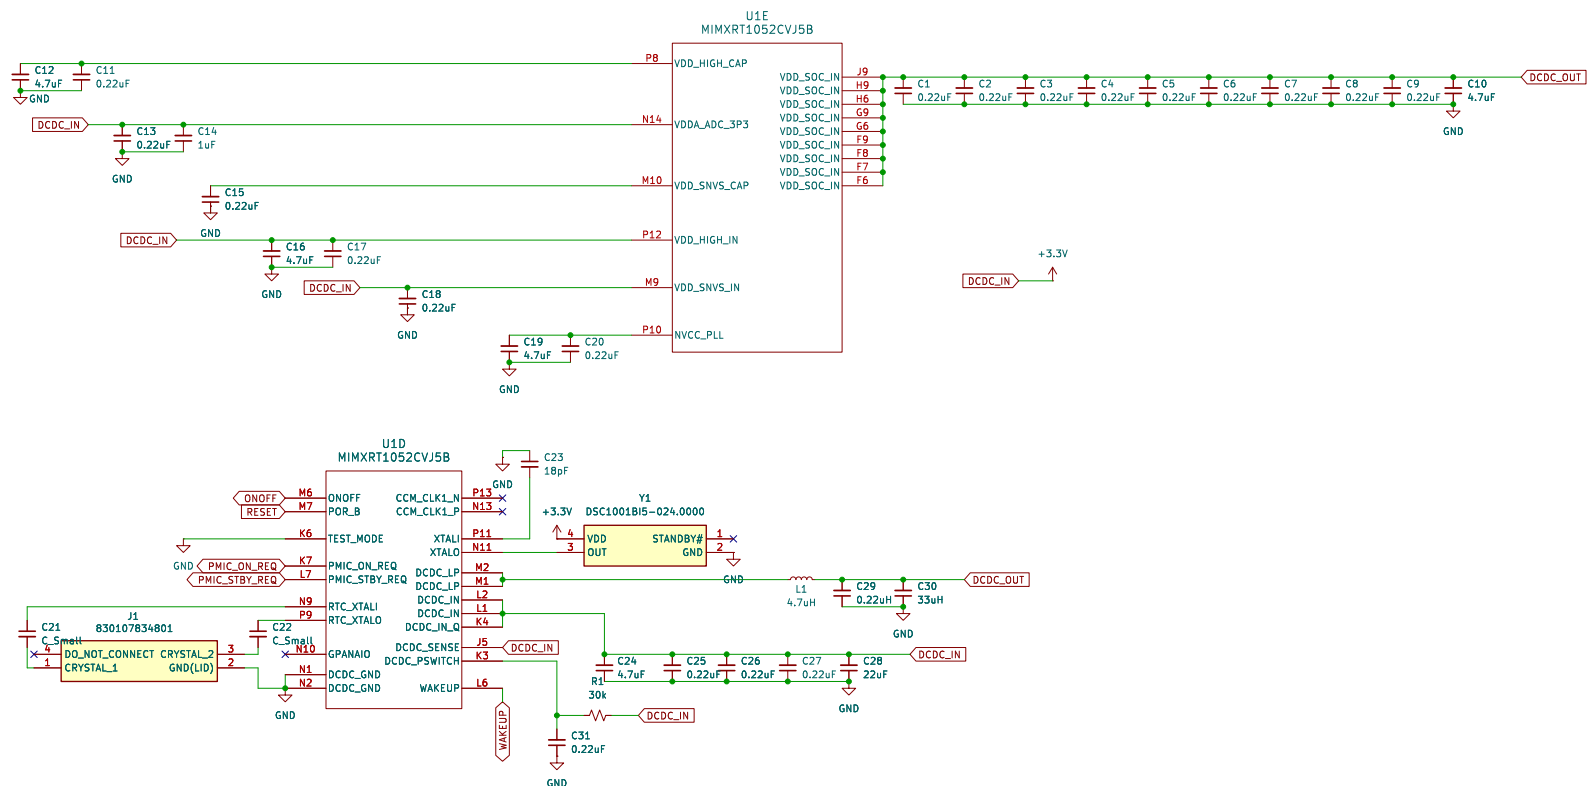 U1E
MIMXRT1052CVJ5B
C12
4.7uF
GND
C11
0.22uF
P8
VDD_HIGH_CAP
DCDC_IN
C13
0.22uF
GND
C14
1uF
N14
VDDA_ADC_3P3
C15
0.22uF
GND
M10
VDD_SNVS_CAP
DCDC_IN
C16
4.7uF
GND
C17
0.22uF
P12
VDD_HIGH_IN
DCDC_IN
C18
0.22uF
GND
M9
VDD_SNVS_IN
C19
4.7uF
GND
C20
0.22uF
P10
NVCC_PLL
VDD_SOC_IN J9
VDD_SOC_IN H9
VDD_SOC_IN H6
VDD_SOC_IN G9
VDD_SOC_IN G6
VDD_SOC_IN F9
VDD_SOC_IN F8
VDD_SOC_IN F7
VDD_SOC_IN F6
C1
0.22uF
C2
0.22uF
C3
0.22uF
C4
0.22uF
C5
0.22uF
C6
0.22uF
C7
0.22uF
C8
0.22uF
C9
0.22uF
C10
4.7uF
GND
DCDC_OUT
+3.3V
DCDC_IN
U1D
MIMXRT1052CVJ5B
ONOFF M6 ONOFF
RESET M7 POR_B
GND K6 TEST_MODE
PMIC_ON_REQ K7 PMIC_ON_REQ
PMIC_STBY_REQ L7 PMIC_STBY_REQ
N9 RTC_XTALI
P9 RTC_XTALO
N10 GPANAIO
N1 DCDC_GND
N2 DCDC_GND
GND
C21
C_Small
J1
830107834801
4 DO_NOT_CONNECT CRYSTAL_2 3
1 CRYSTAL_1 GND(LID) 2
C22
C_Small
CCM_CLK1_N P13
CCM_CLK1_P N13
XTALI P11
XTALO N11
DCDC_LP M2
DCDC_LP M1
DCDC_IN L2
DCDC_IN L1
DCDC_IN_Q K4
DCDC_SENSE J5 DCDC_IN
DCDC_PSWITCH K3
WAKEUP L6
WAKEUP
GND
C23
18pF
+3.3V
Y1
DSC1001BI5-024.0000
4 VDD STANDBY# 1
3 OUT GND 2
GND
L1
4.7uH
C29
0.22uH
C30
33uH
GND
DCDC_OUT
C24
4.7uF
C25
0.22uF
C26
0.22uF
C27
0.22uF
C28
22uF
GND
DCDC_IN
R1
30k
DCDC_IN
C31
0.22uF
GND